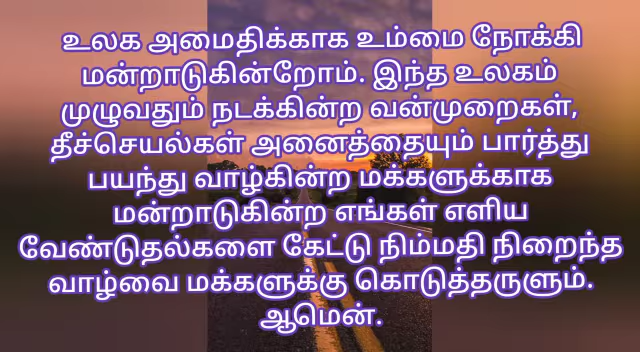 உலக அமைதிக்காக உம்மை நோக்கி
மன்றாடுகின்றோம். இந்த உலகம்
முழுவதும் நடக்கின்ற வன்முறைகள்,
தீச்செயல்கள் அனைத்தையும் பார்த்து
பயந்து வாழ்கின்ற மக்களுக்காக
மன்றாடுகின்ற எங்கள் எளிய
வேண்டுதல்களை கேட்டு நிம்மதி நிறைந்த
வாழ்வை மக்களுக்கு கொடுத்தருளும்.
ஆமென்.